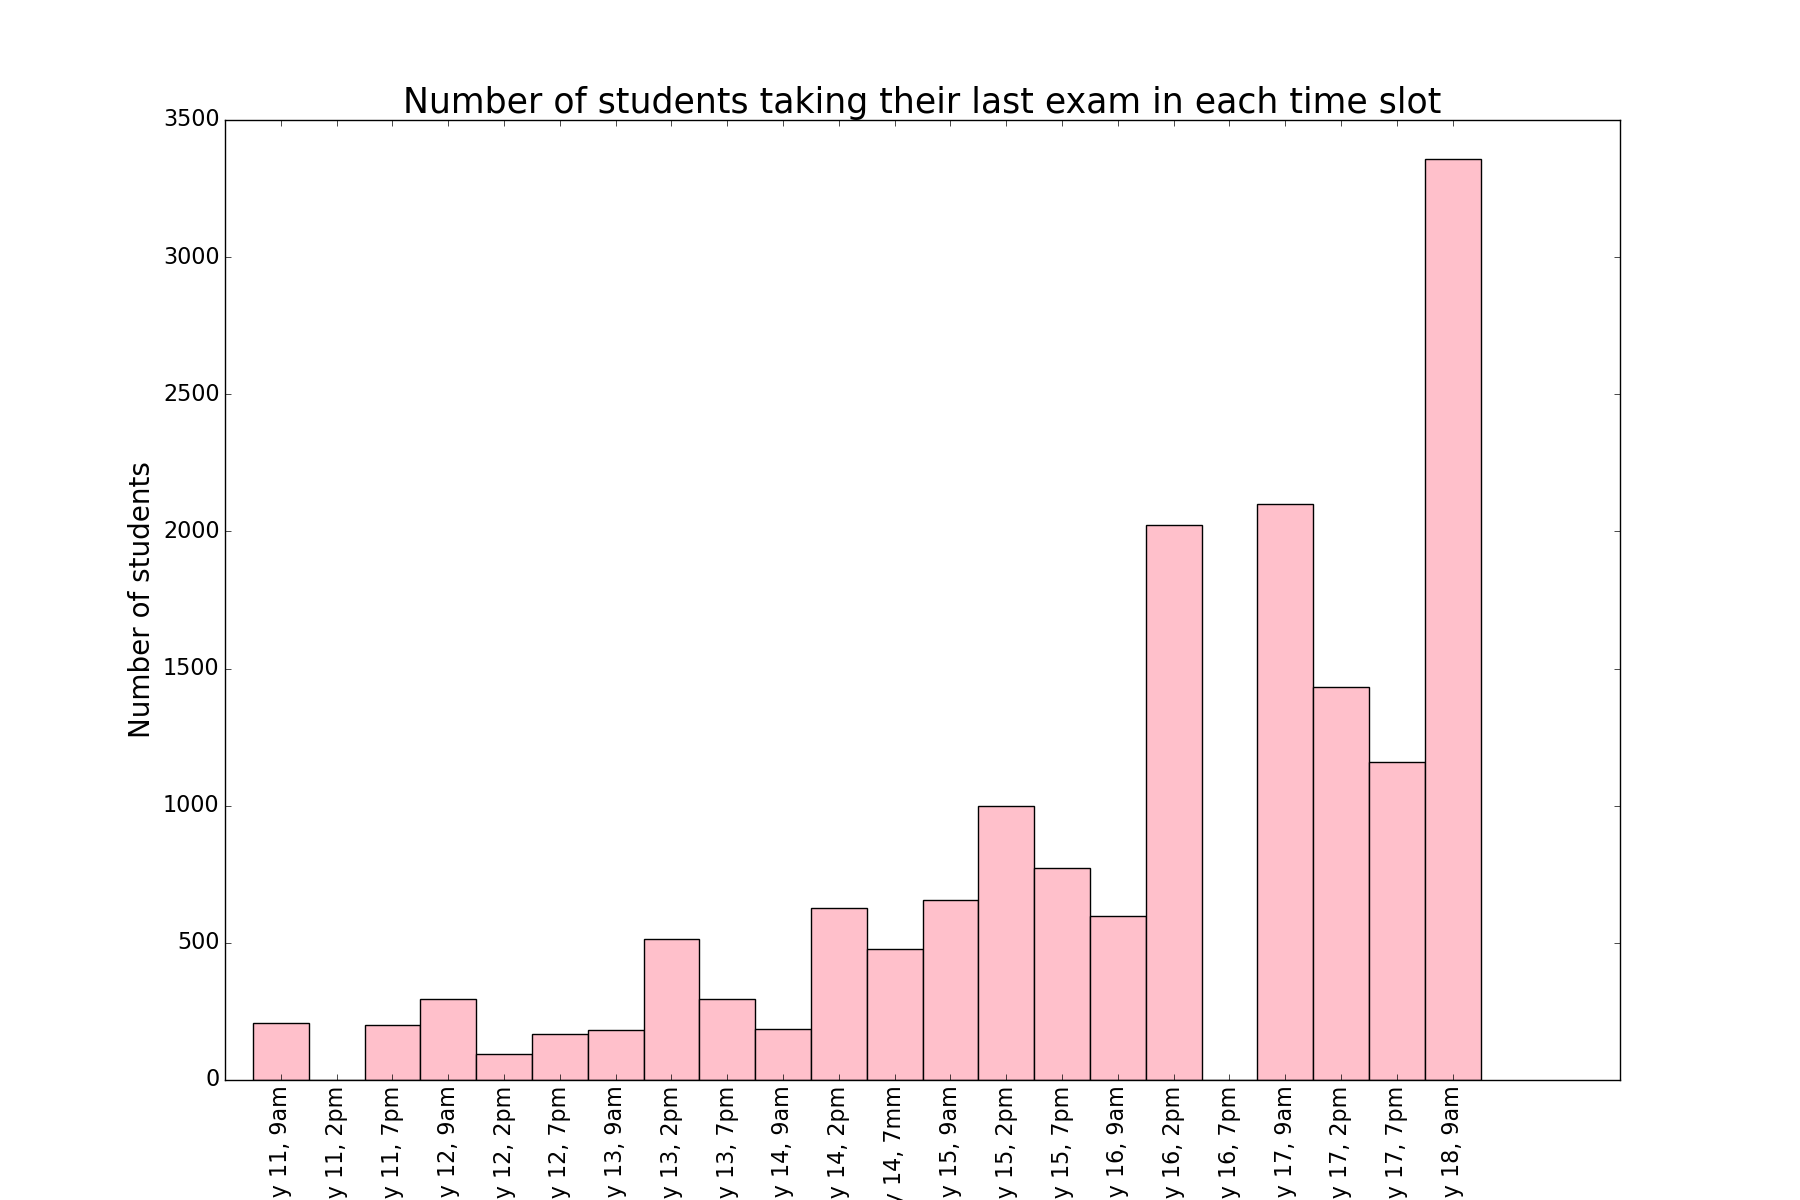 Number of students taking their last exam in each time slot
3500
3000
2500
2000
1500
1000
500
0
Number of students
y 11, 9am
y 11, 2pm
y 11, 7pm
y 12, 9am
y 12, 2pm
y 12, 7pm
y 13, 9am
y 13, 2pm
y 13, 7pm
y 14, 9am
y 14, 2pm
y 14, 7mm
y 15, 9am
y 15, 2pm
y 15, 7pm
y 16, 9am
y 16, 2pm
y 16, 7pm
y 17, 9am
y 17, 2pm
y 17, 7pm
y 18, 9am